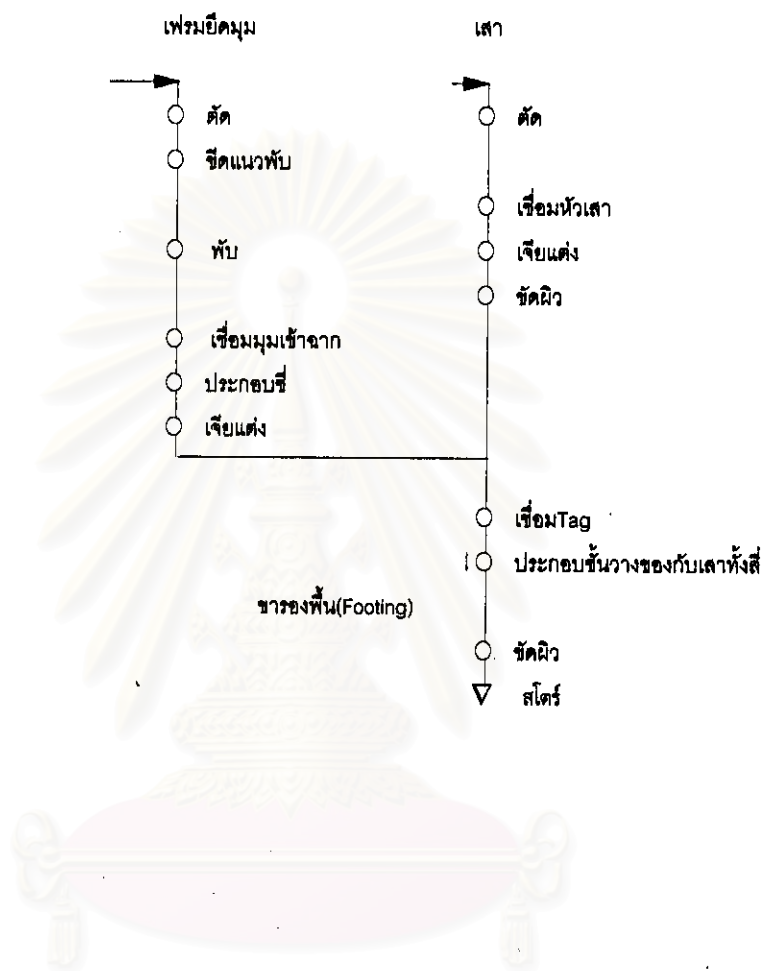 เฟรมยึดมุม
ตัด
ขีดแนวพับ
พับ
เชื่อมมุมเข้าฉาก
ประกอบซี่
เจียแต่ง
เสา
ตัด
เชื่อมหัวเสา
เจียแต่ง
ขัดผิว
เชื่อมTag
ประกอบชั้นวางของกับเสาทั้งสี่
ขารองพื้น(Footing)
ขัดผิว
สโตร์